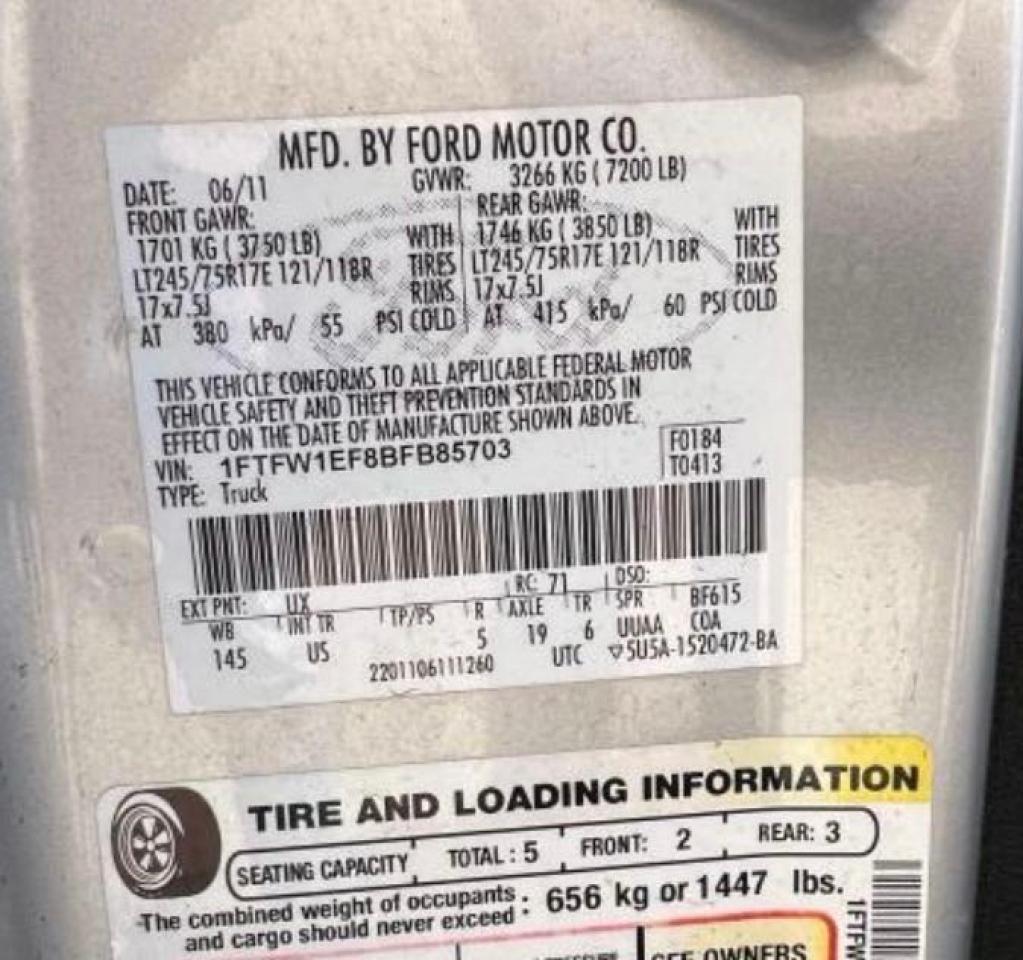 MFD. BY FORD MOTOR CO.
DATE: 06/11 GVWR: 3266 KG ( 7200 LB)
FRONT GAWR: REAR GAWR:
1701 KG ( 3750 LB) WITH 1746 KG ( 3850 LB) WITH
LT245/75R17E 121/118R TIRES LT245/75R17E 121/118R TIRES
17x7.5J RIMS 17x7.5J RIMS
AT 380 kPa/ 55 PSI COLD AT 415 kPa/ 60 PSI COLD
THIS VEHICLE CONFORMS TO ALL APPLICABLE FEDERAL MOTOR
VEHICLE SAFETY AND THEFT PREVENTION STANDARDS IN
EFFECT ON THE DATE OF MANUFACTURE SHOWN ABOVE.
VIN: 1FTFW1EF8BFB85703 F0184
TYPE: Truck T0413
EXT PNT: UX RC: 71 DSO:
WB INT TR TP/PS R AXLE TR SPR BF615
145 US 5 19 6 UUAA COA
2201106111260 UTC ▽5U5A-1520472-BA
TIRE AND LOADING INFORMATION
SEATING CAPACITY TOTAL : 5 FRONT: 2 REAR: 3
The combined weight of occupants : 656 kg or 1447 lbs.
and cargo should never exceed :
SEE OWNERS
1FTFW